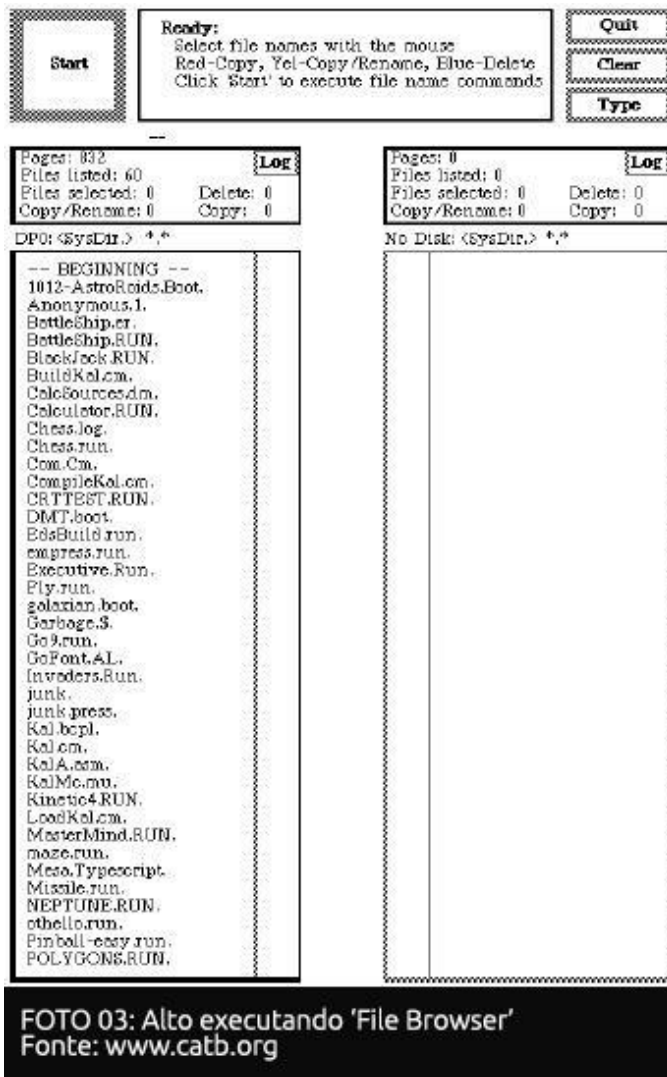 Start
Ready:
Select file names with the mouse
Red-Copy, Yel-Copy/Rename, Blue-Delete
Click 'Start' to execute file name commands
Quit
Clear
Type
Pages: 832
Files listed: 60
Files selected: 0 Delete: 0
Copy/Rename: 0 Copy: 0
Log
DP0: <SysDir.> *.*
-- BEGINNING --
1012-AstroRoids.Boot.
Anonymous.1.
BattleShip.er.
BattleShip.RUN.
BlackJack.RUN.
BuildKal.cm.
CalcSources.dm.
Calculator.RUN.
Chess.log.
Chess.run.
Com.Cm.
CompileKal.cm.
CRTTEST.RUN.
DMT.boot.
EdsBuild.run.
empress.run.
Executive.Run.
Fly.run.
galaxian.boot.
Garbage.$.
Go9.run.
GoFont.AL.
Invaders.Run.
junk.
junk.press.
Kal.bcpl.
Kal.cm.
KalA.asm.
KalMc.mu.
Kinetic4.RUN.
LoadKal.cm.
MasterMind.RUN.
maze.run.
Mesa.Typescript.
Missile.run.
NEPTUNE.RUN.
othello.run.
Pinball-easy.run.
POLYGONS.RUN.
Pages: 0
Files listed: 0
Files selected: 0 Delete: 0
Copy/Rename: 0 Copy: 0
Log
No Disk: <SysDir.> *.*
FOTO 03: Alto executando 'File Browser'
Fonte: www.catb.org